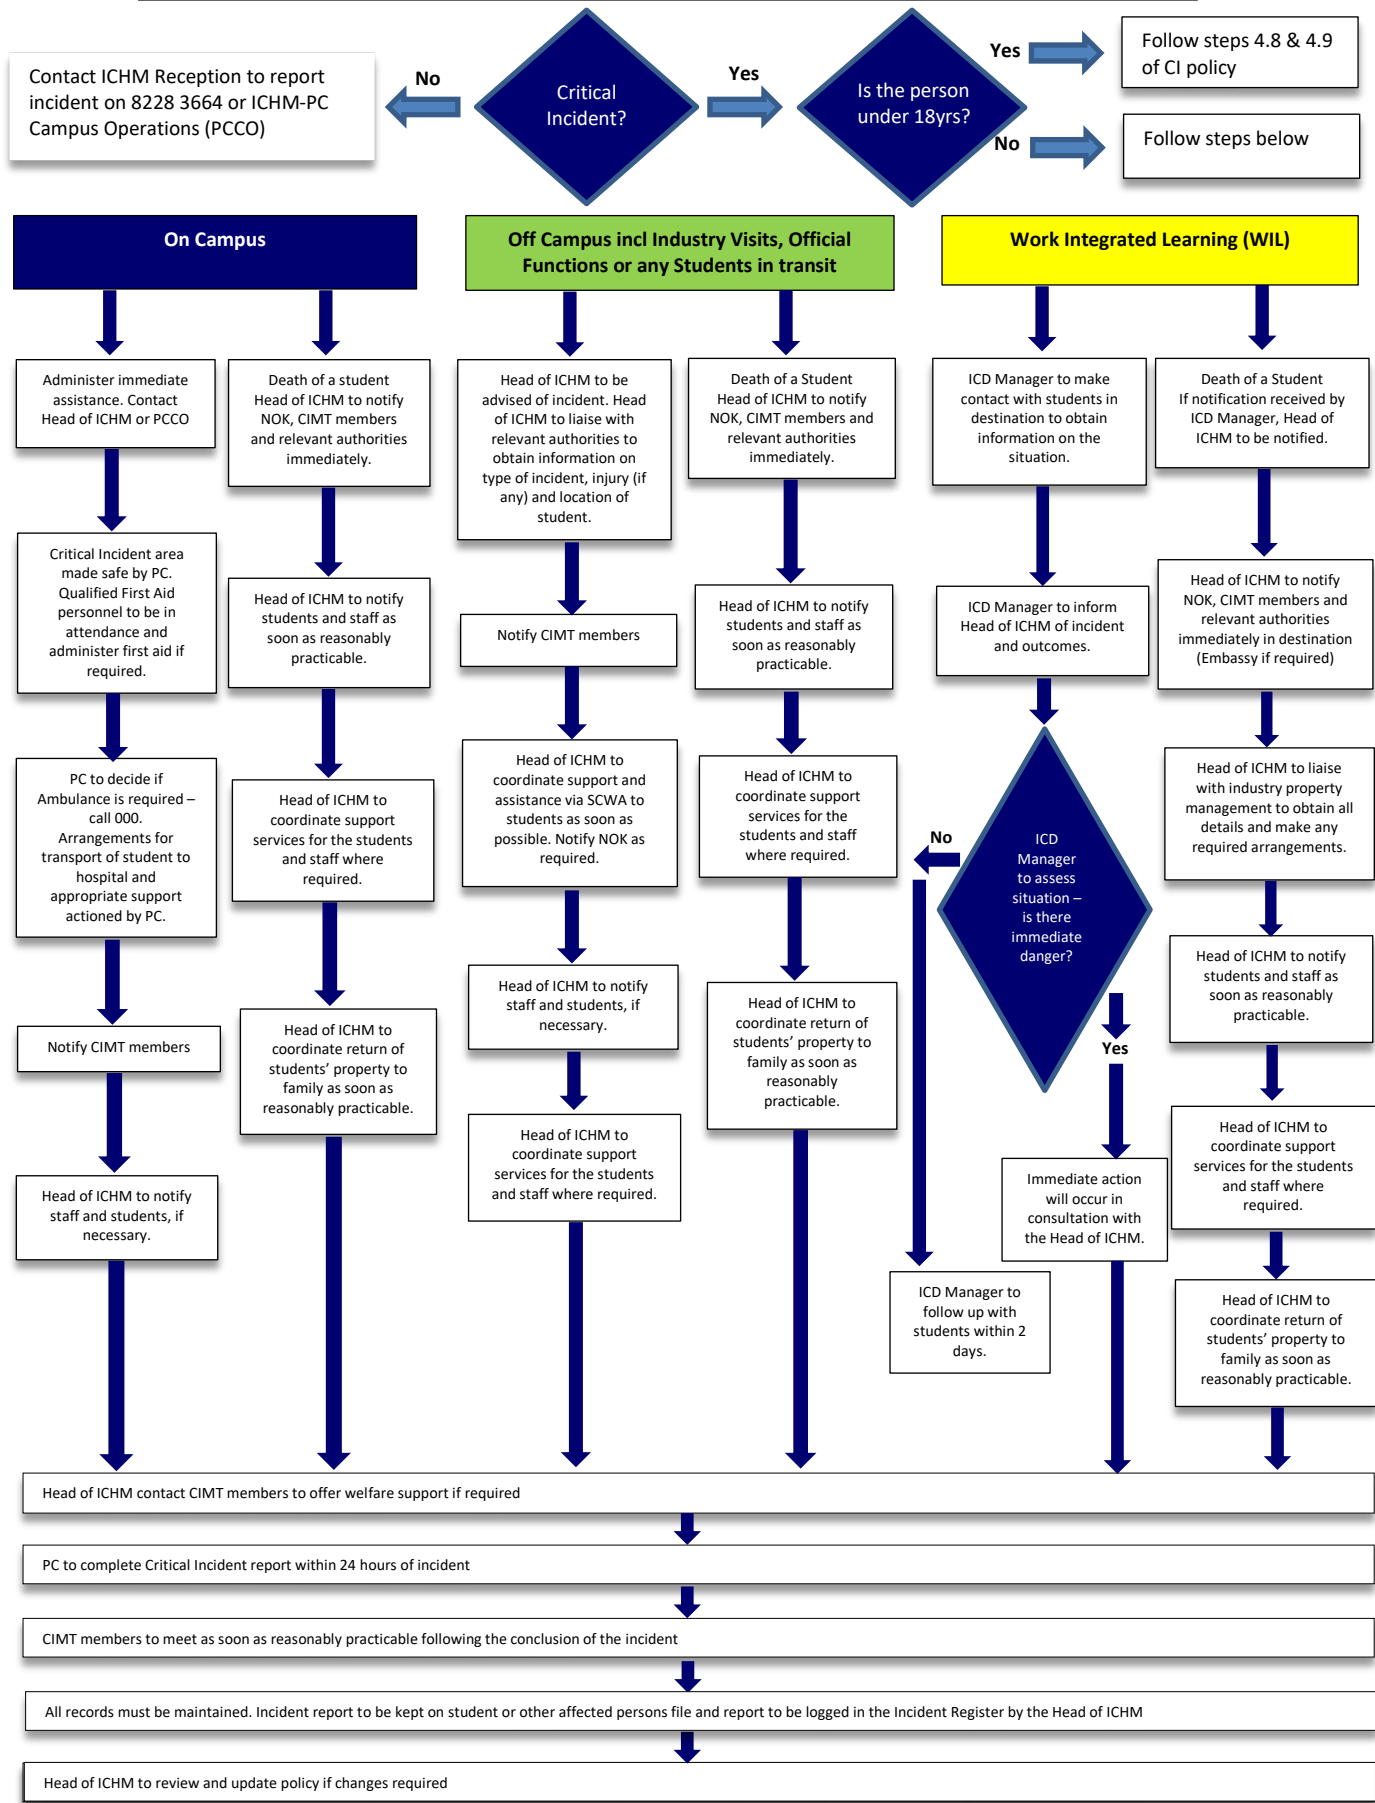 Contact ICHM Reception to report
incident on 8228 3664 or ICHM-PC
Campus Operations (PCCO)
No
Critical
Incident?
Yes
Is the person
under 18yrs?
Yes
Follow steps 4.8 & 4.9
of CI policy
No
Follow steps below
On Campus
Off Campus incl Industry Visits, Official
Functions or any Students in transit
Work Integrated Learning (WIL)
Administer immediate
assistance. Contact
Head of ICHM or PCCO
Critical Incident area
made safe by PC.
Qualified First Aid
personnel to be in
attendance and
administer first aid if
required.
PC to decide if
Ambulance is required –
call 000.
Arrangements for
transport of student to
hospital and
appropriate support
actioned by PC.
Notify CIMT members
Head of ICHM to notify
staff and students, if
necessary.
Death of a student
Head of ICHM to notify
NOK, CIMT members
and relevant authorities
immediately.
Head of ICHM to notify
students and staff as
soon as reasonably
practicable.
Head of ICHM to
coordinate support
services for the students
and staff where
required.
Head of ICHM to
coordinate return of
students’ property to
family as soon as
reasonably practicable.
Head of ICHM to be
advised of incident. Head
of ICHM to liaise with
relevant authorities to
obtain information on
type of incident, injury (if
any) and location of
student.
Notify CIMT members
Head of ICHM to
coordinate support and
assistance via SCWA to
students as soon as
possible. Notify NOK as
required.
Head of ICHM to notify
staff and students, if
necessary.
Head of ICHM to
coordinate support
services for the students
and staff where required.
Death of a Student
Head of ICHM to notify
NOK, CIMT members and
relevant authorities
immediately.
Head of ICHM to notify
students and staff as
soon as reasonably
practicable.
Head of ICHM to
coordinate support
services for the
students and staff
where required.
Head of ICHM to
coordinate return of
students’ property to
family as soon as
reasonably
practicable.
ICD Manager to make
contact with students in
destination to obtain
information on the
situation.
ICD Manager to inform
Head of ICHM of incident
and outcomes.
ICD
Manager
to assess
situation –
is there
immediate
danger?
No
ICD Manager to
follow up with
students within 2
days.
Yes
Immediate action
will occur in
consultation with
the Head of ICHM.
Death of a Student
If notification received by
ICD Manager, Head of
ICHM to be notified.
Head of ICHM to notify
NOK, CIMT members and
relevant authorities
immediately in destination
(Embassy if required)
Head of ICHM to liaise
with industry property
management to obtain all
details and make any
required arrangements.
Head of ICHM to notify
students and staff as
soon as reasonably
practicable.
Head of ICHM to
coordinate support
services for the students
and staff where
required.
Head of ICHM to
coordinate return of
students’ property to
family as soon as
reasonably practicable.
Head of ICHM contact CIMT members to offer welfare support if required
PC to complete Critical Incident report within 24 hours of incident
CIMT members to meet as soon as reasonably practicable following the conclusion of the incident
All records must be maintained. Incident report to be kept on student or other affected persons file and report to be logged in the Incident Register by the Head of ICHM
Head of ICHM to review and update policy if changes required